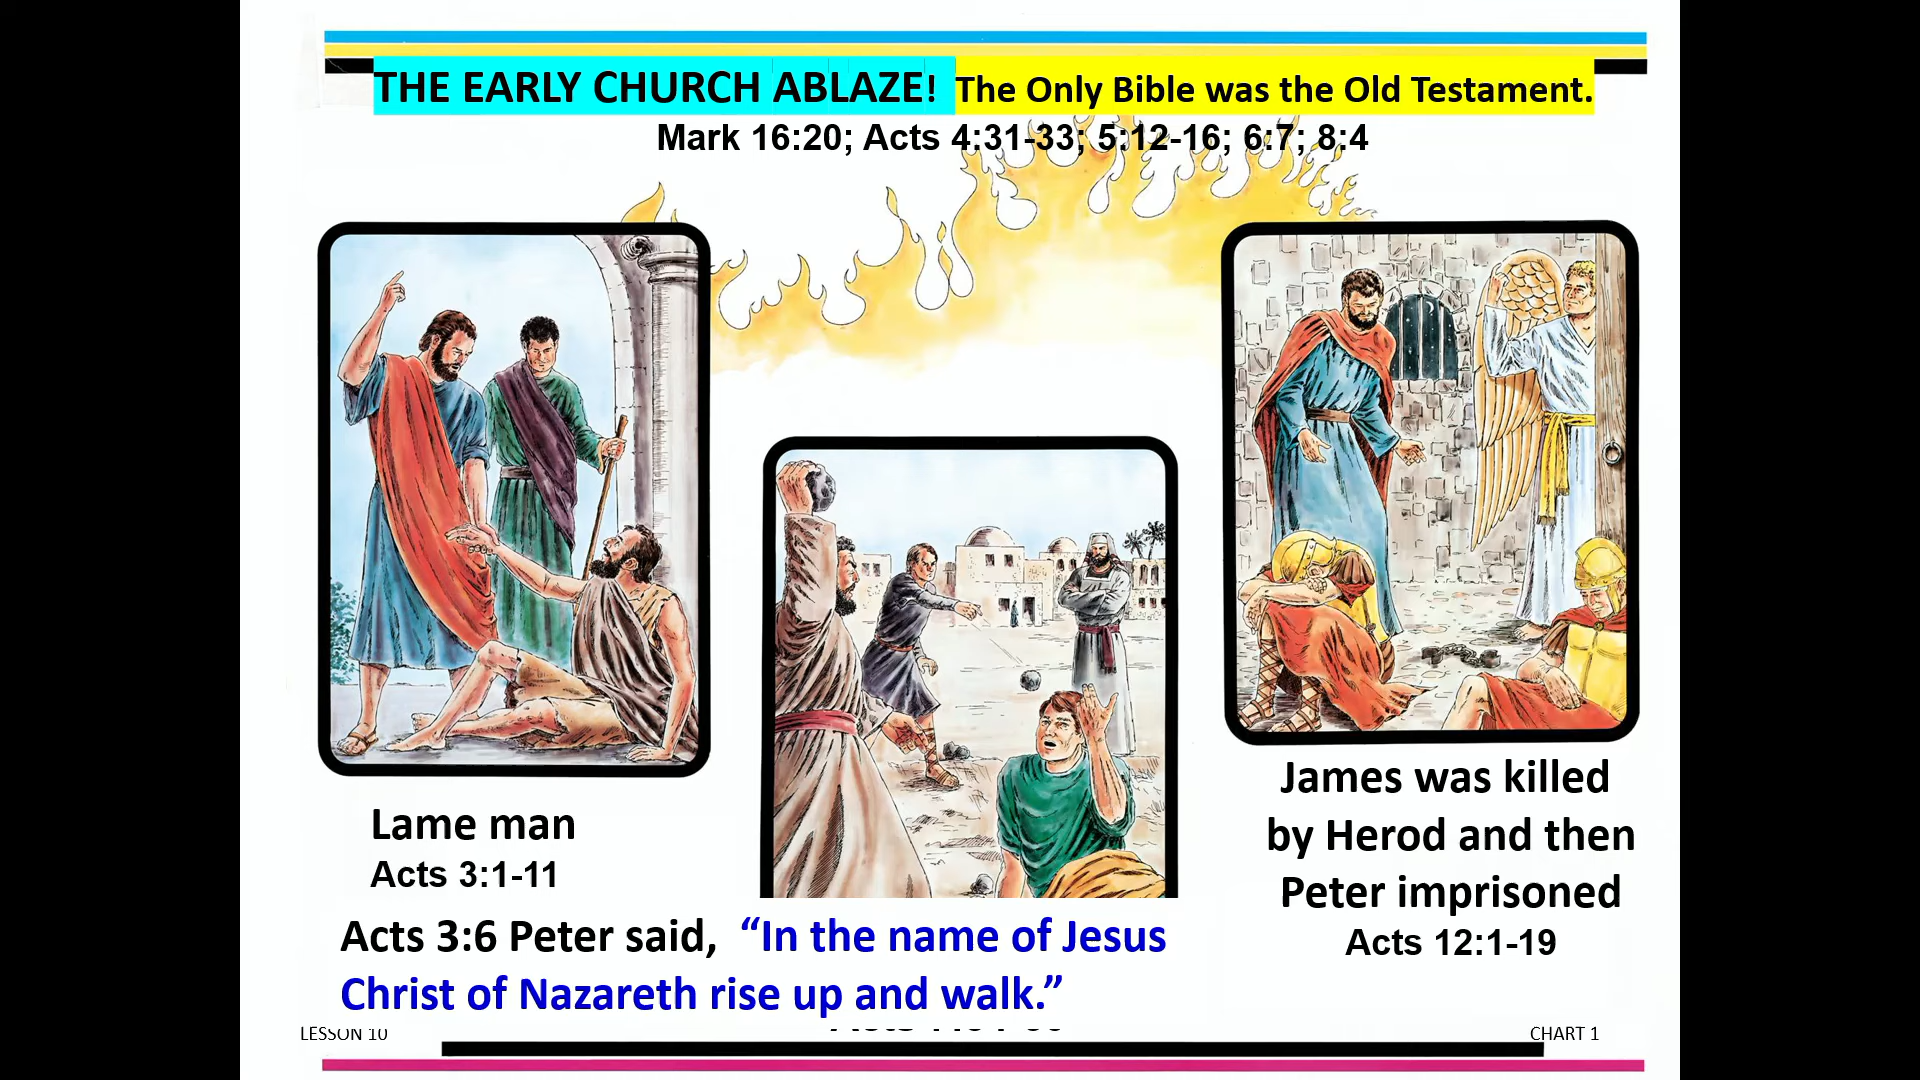 THE EARLY CHURCH ABLAZE! The Only Bible was the Old Testament.
Mark 16:20; Acts 4:31-33; 5:12-16; 6:7; 8:4
Lame man
Acts 3:1-11
James was killed
by Herod and then
Peter imprisoned
Acts 12:1-19
Acts 3:6 Peter said, “In the name of Jesus
Christ of Nazareth rise up and walk.”
LESSON 10
CHART 1